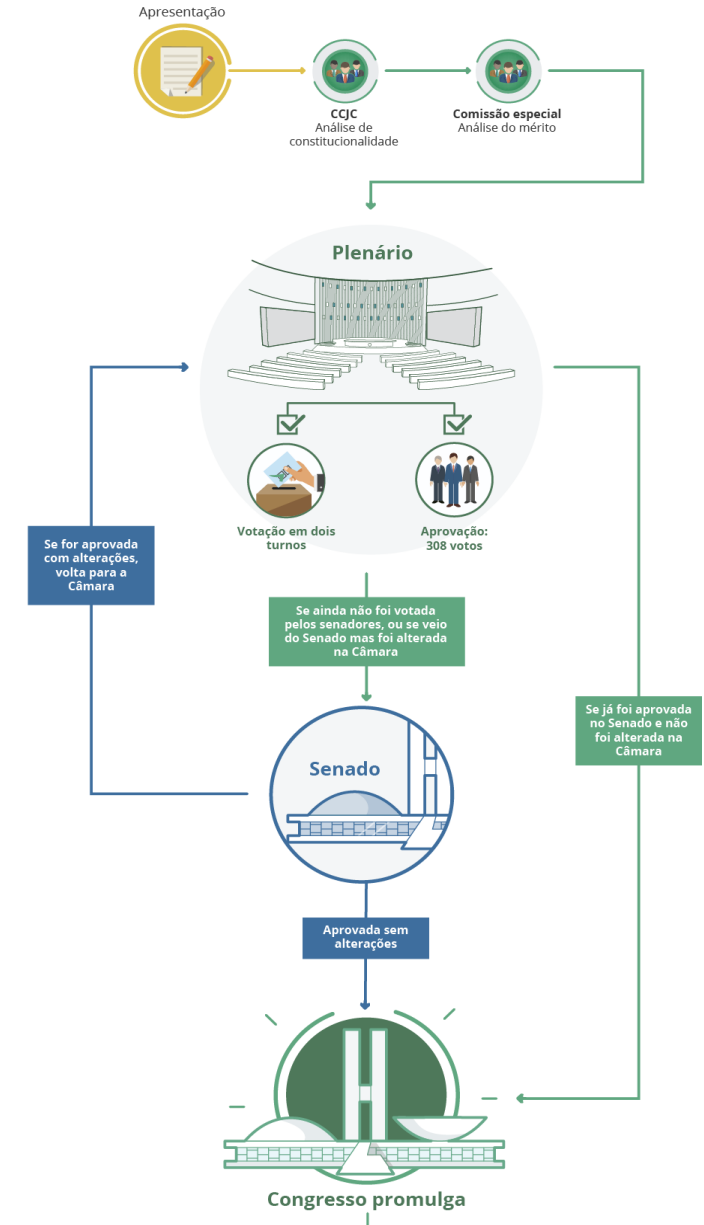 Apresentação
CCJC
Análise de
constitucionalidade
Comissão especial
Análise do mérito
Plenário
Votação em dois
turnos
Aprovação:
308 votos
Se for aprovada
com alterações,
volta para a
Câmara
Se ainda não foi votada
pelos senadores, ou se veio
do Senado mas foi alterada
na Câmara
Se já foi aprovada
no Senado e não
foi alterada na
Câmara
Senado
Aprovada sem
alterações
Congresso promulga